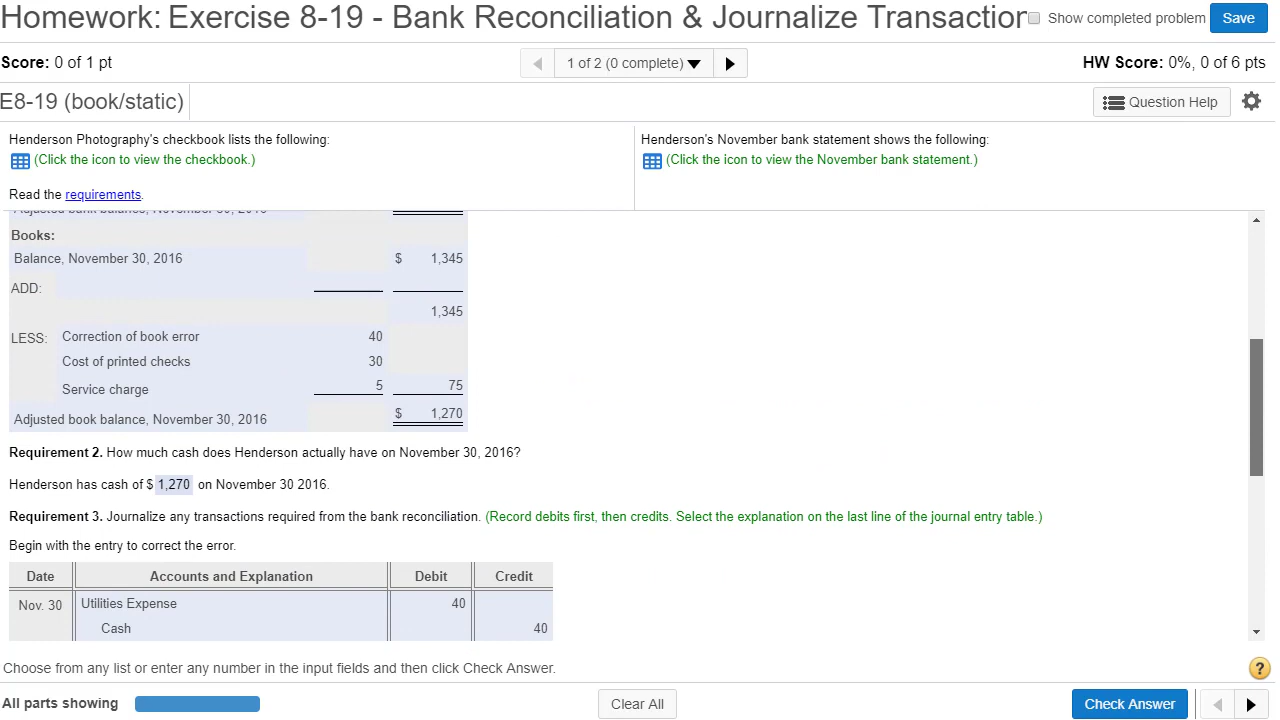 Homework: Exercise 8-19 - Bank Reconciliation & Journalize Transaction
Show completed problem
Save
Score: 0 of 1 pt
1 of 2 (0 complete)
HW Score: 0%, 0 of 6 pts
E8-19 (book/static)
Question Help
Henderson Photography's checkbook lists the following:
(Click the icon to view the checkbook.)
Read the requirements.
Henderson's November bank statement shows the following:
(Click the icon to view the November bank statement.)
Adjusted bank balance, November 30, 2016
Books:
Balance, November 30, 2016 $ 1,345
ADD:
1,345
LESS: Correction of book error 40
Cost of printed checks 30
Service charge 5 75
Adjusted book balance, November 30, 2016 $ 1,270
Requirement 2. How much cash does Henderson actually have on November 30, 2016?
Henderson has cash of $ 1,270 on November 30 2016.
Requirement 3. Journalize any transactions required from the bank reconciliation. (Record debits first, then credits. Select the explanation on the last line of the journal entry table.)
Begin with the entry to correct the error.
Date Accounts and Explanation Debit Credit
Nov. 30 Utilities Expense 40
Cash 40
Choose from any list or enter any number in the input fields and then click Check Answer.
?
All parts showing
Clear All
Check Answer